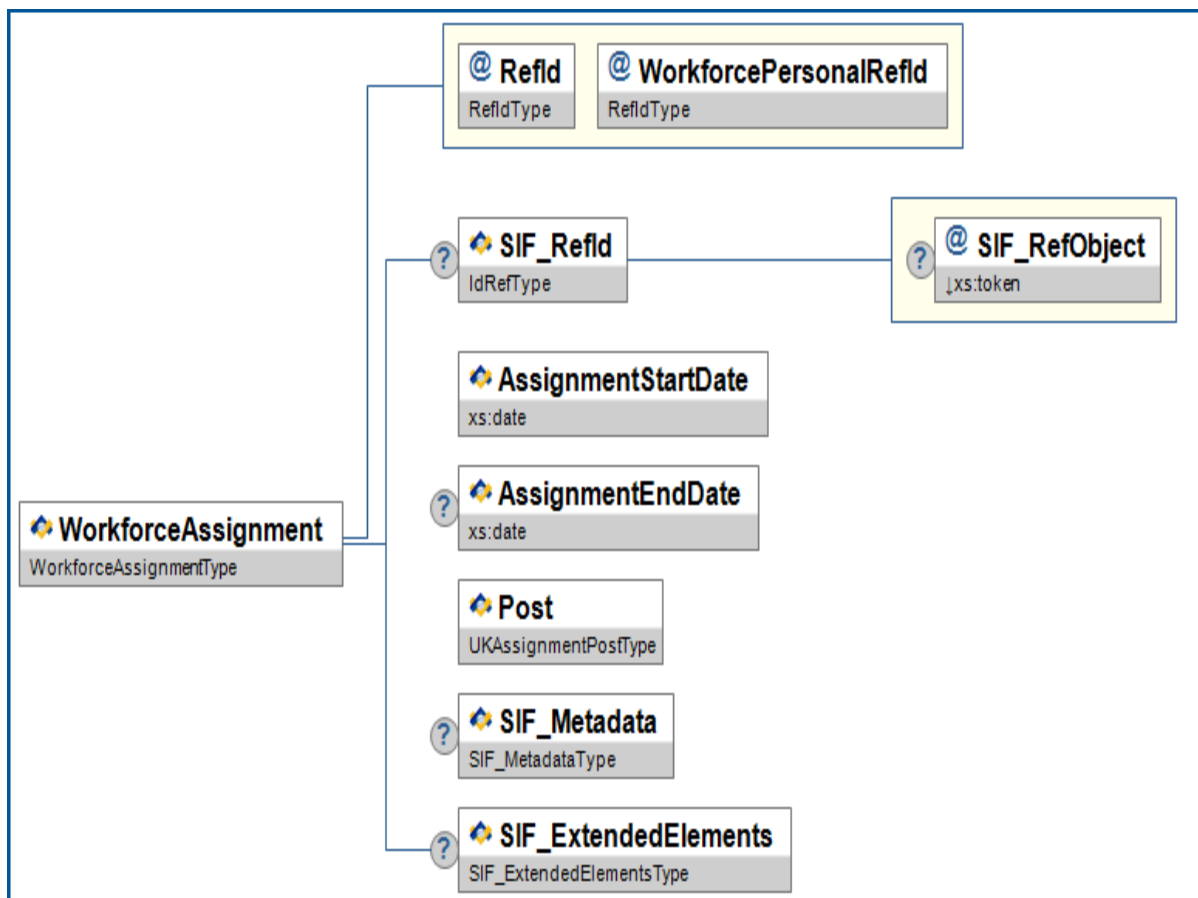 @ RefId
RefIdType
@ WorkforcePersonalRefId
RefIdType
? SIF_RefId
IdRefType
? @ SIF_RefObject
↓xs:token
AssignmentStartDate
xs:date
? AssignmentEndDate
xs:date
WorkforceAssignment
WorkforceAssignmentType
Post
UKAssignmentPostType
? SIF_Metadata
SIF_MetadataType
? SIF_ExtendedElements
SIF_ExtendedElementsType